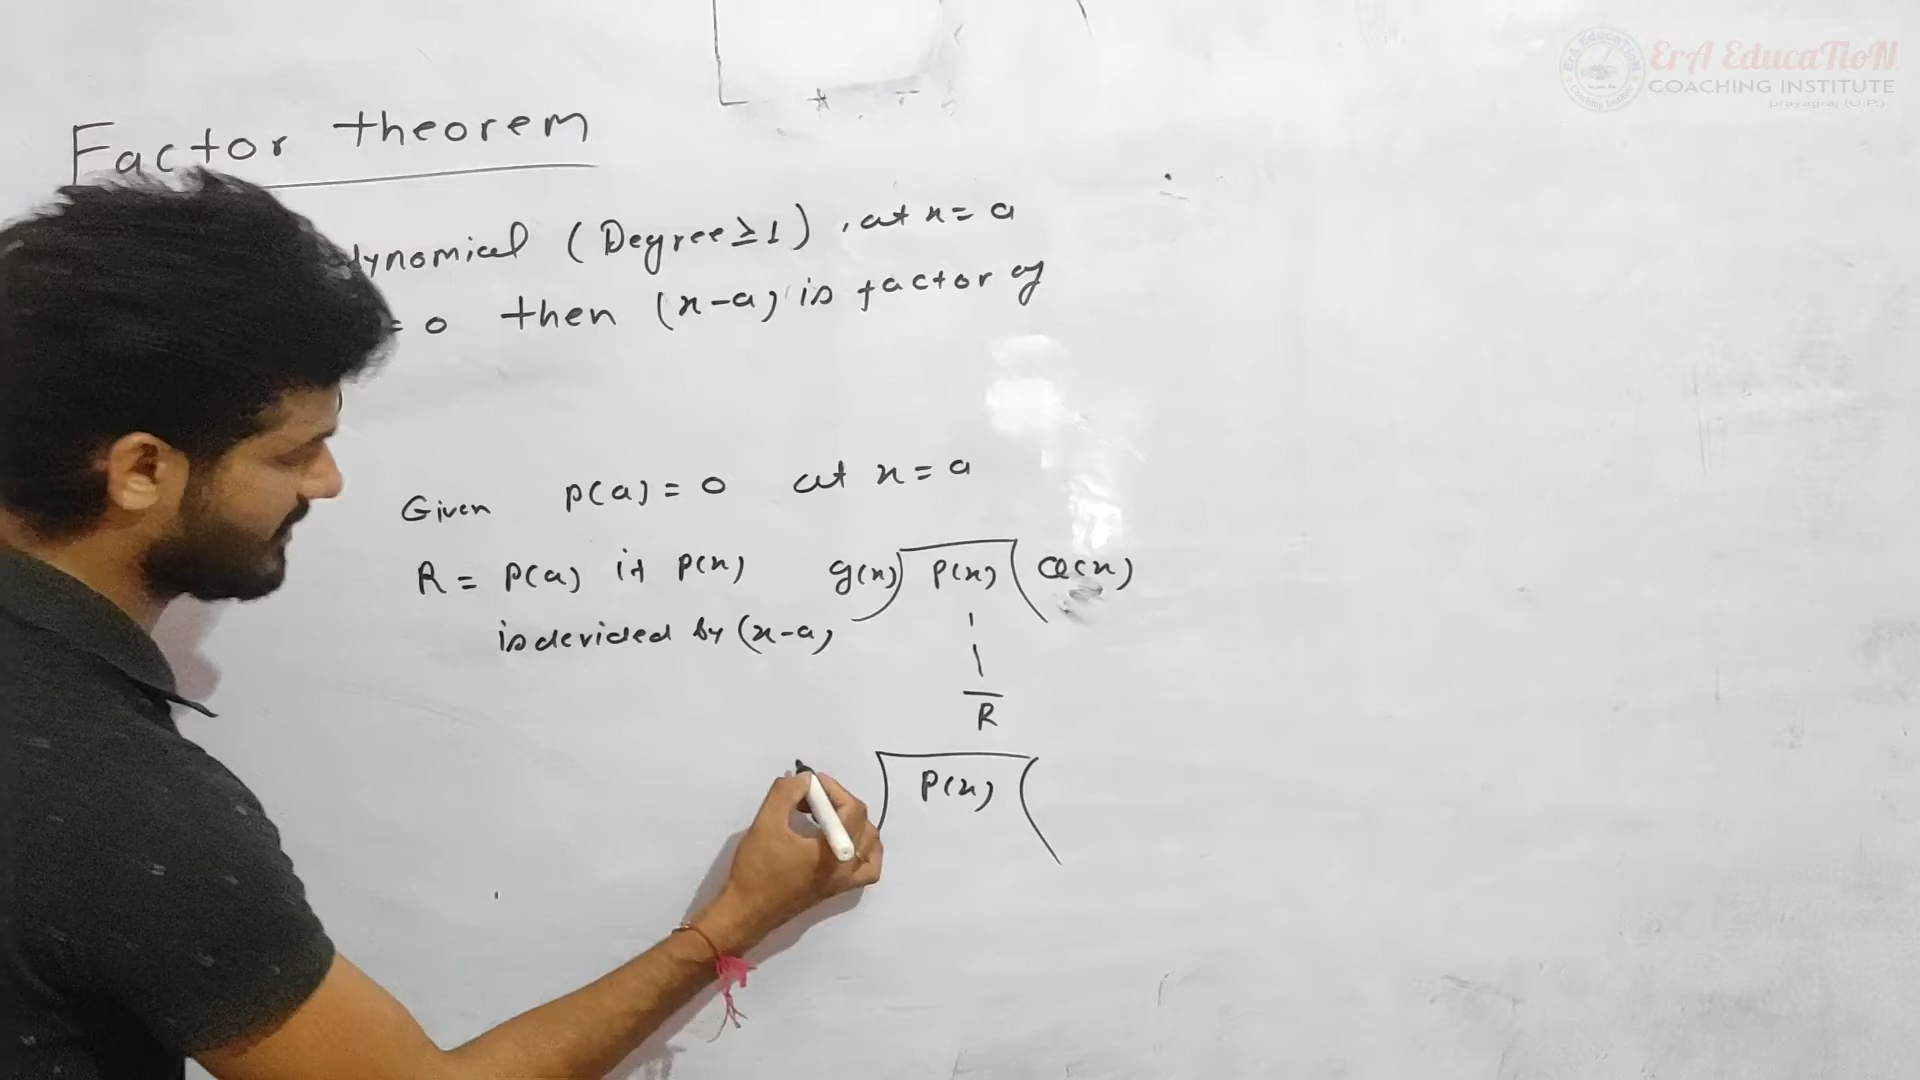 ErA EducaTioN
COACHING INSTITUTE
prayagraj (U.P.)
Factor theorem
lynomial (Degree ≥ 1), at x = a
= 0 then (x-a) is factor of
Given p(a) = 0 at x = a
R = p(a) if p(x)
is devided by (x-a)
g(x) p(x) Q(x)
R
p(x)